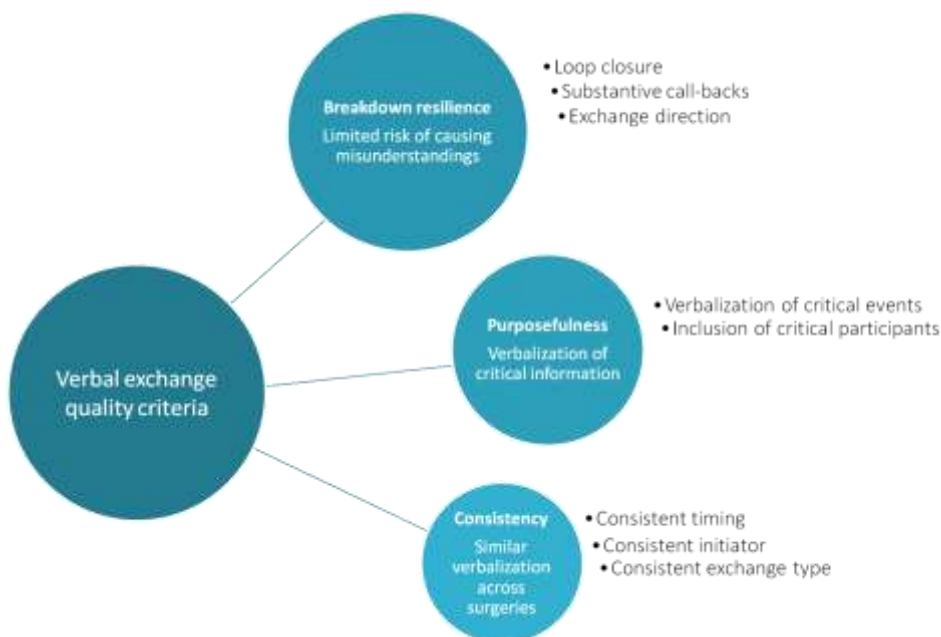 Breakdown resilience
Limited risk of causing
misunderstandings
• Loop closure
• Substantive call-backs
• Exchange direction
Verbal exchange
quality criteria
Purposefulness
Verbalization of
critical information
• Verbalization of critical events
• Inclusion of critical participants
Consistency
Similar
verbalization
across
surgeries
• Consistent timing
• Consistent initiator
• Consistent exchange type